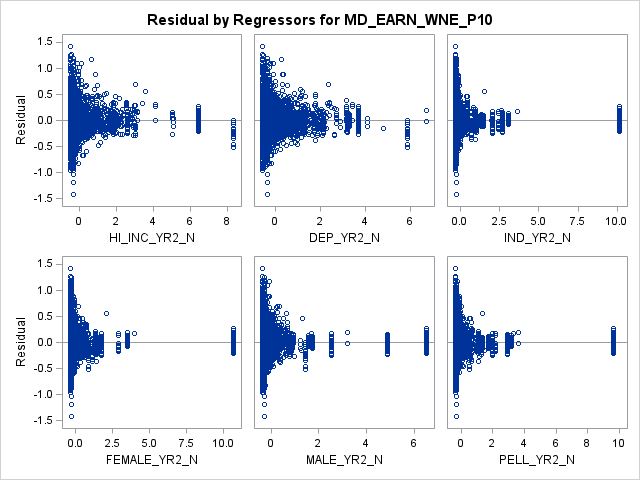 Residual by Regressors for MD_EARN_WNE_P10
1.5
1.0
0.5
0.0
-0.5
-1.0
-1.5
Residual
0 2 4 6 8
HI_INC_YR2_N
0 2 4 6
DEP_YR2_N
0.0 2.5 5.0 7.5 10.0
IND_YR2_N
1.5
1.0
0.5
0.0
-0.5
-1.0
-1.5
Residual
0.0 2.5 5.0 7.5 10.0
FEMALE_YR2_N
0 2 4 6
MALE_YR2_N
0 2 4 6 8 10
PELL_YR2_N